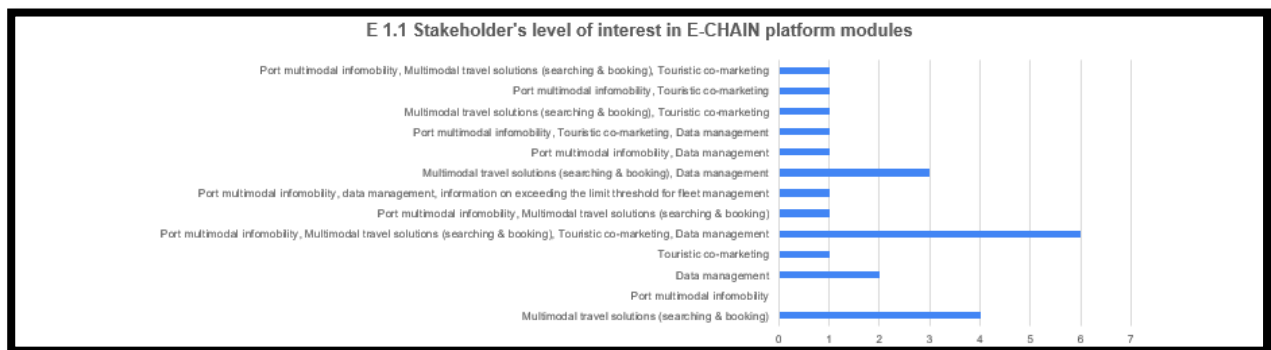 E 1.1 Stakeholder's level of interest in E-CHAIN platform modules
Port multimodal infomobility, Multimodal travel solutions (searching & booking), Touristic co-marketing
Port multimodal infomobility, Touristic co-marketing
Multimodal travel solutions (searching & booking), Touristic co-marketing
Port multimodal infomobility, Touristic co-marketing, Data management
Port multimodal infomobility, Data management
Multimodal travel solutions (searching & booking), Data management
Port multimodal infomobility, data management, information on exceeding the limit threshold for fleet management
Port multimodal infomobility, Multimodal travel solutions (searching & booking)
Port multimodal infomobility, Multimodal travel solutions (searching & booking), Touristic co-marketing, Data management
Touristic co-marketing
Data management
Port multimodal infomobility
Multimodal travel solutions (searching & booking)
0 1 2 3 4 5 6 7